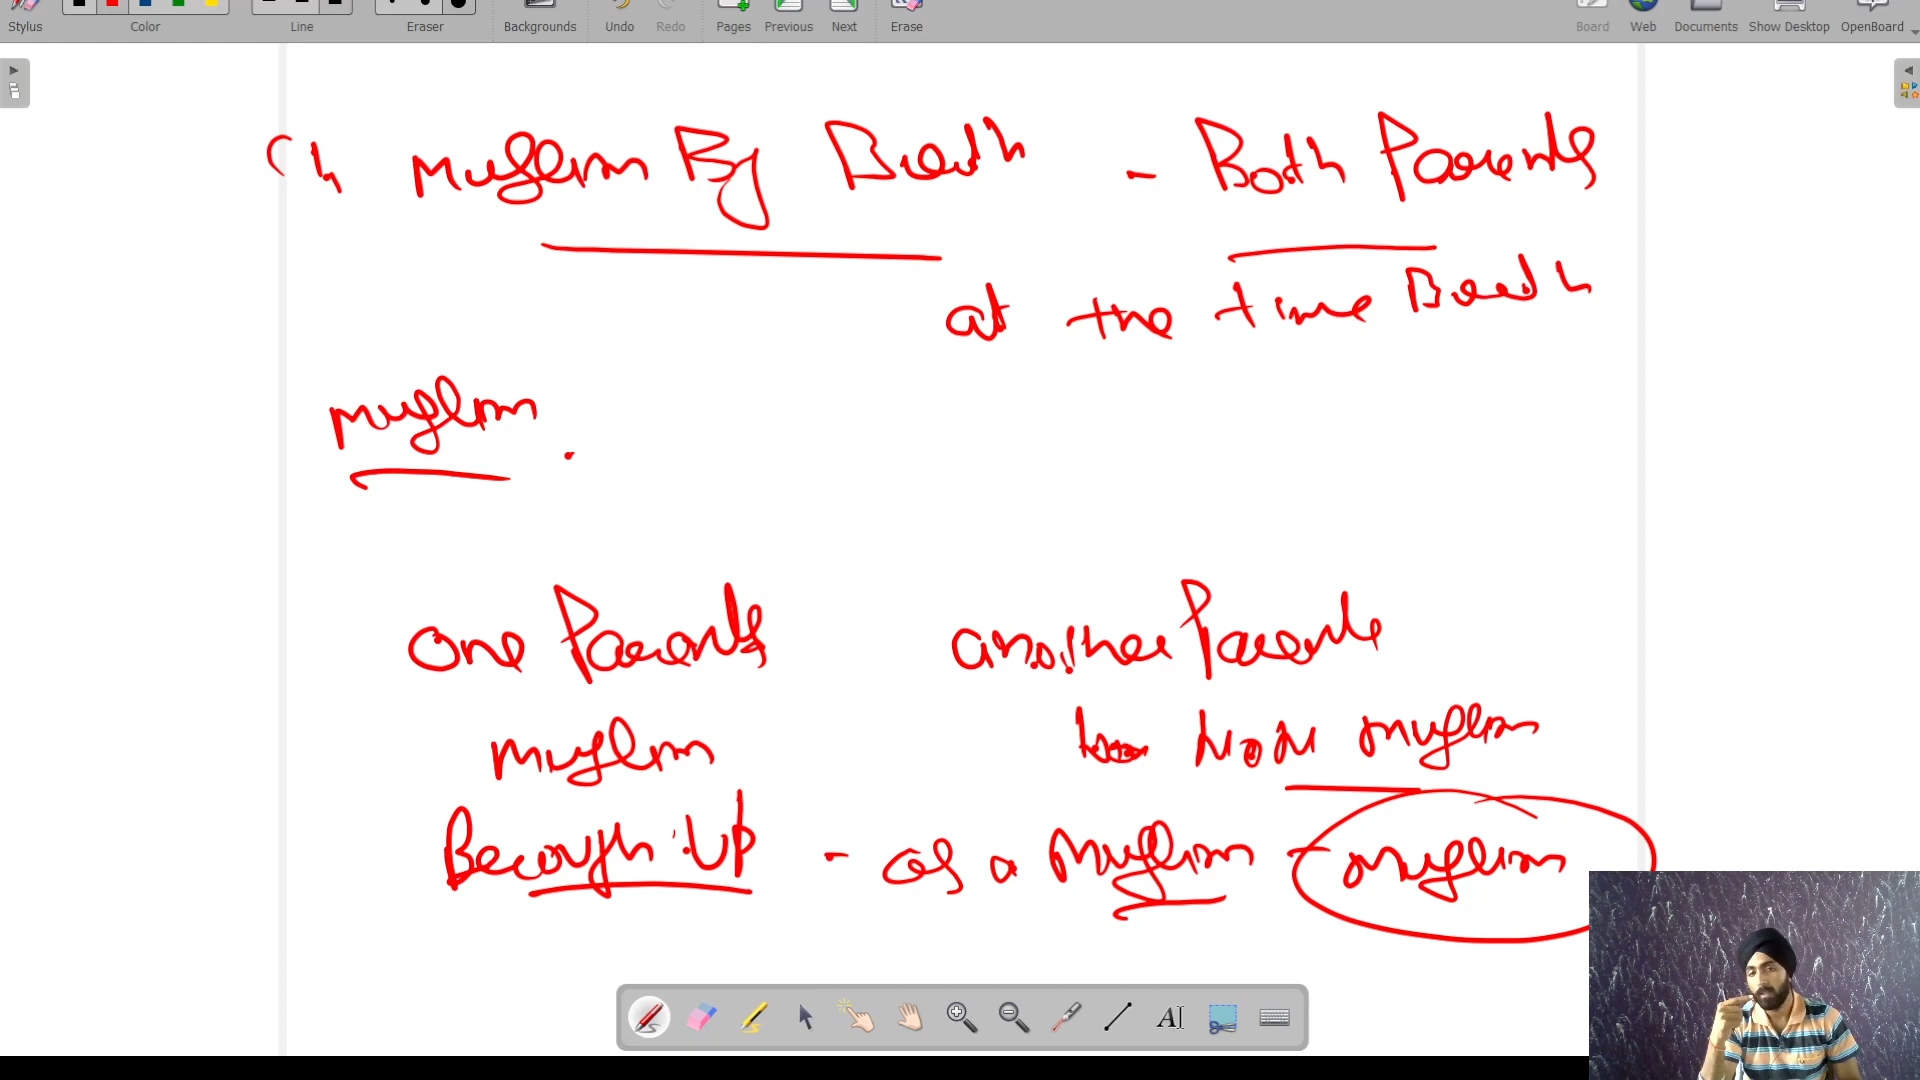 Stylus Color Line Eraser Backgrounds Undo Redo Pages Previous Next Erase Board Web Documents Show Desktop OpenBoard
(1, Muslim By Birth - Both Parents
at the time Birth
Muslim .
one Parents another Parents
Muslim Non Muslim
Brough up - as a Muslim - Muslim